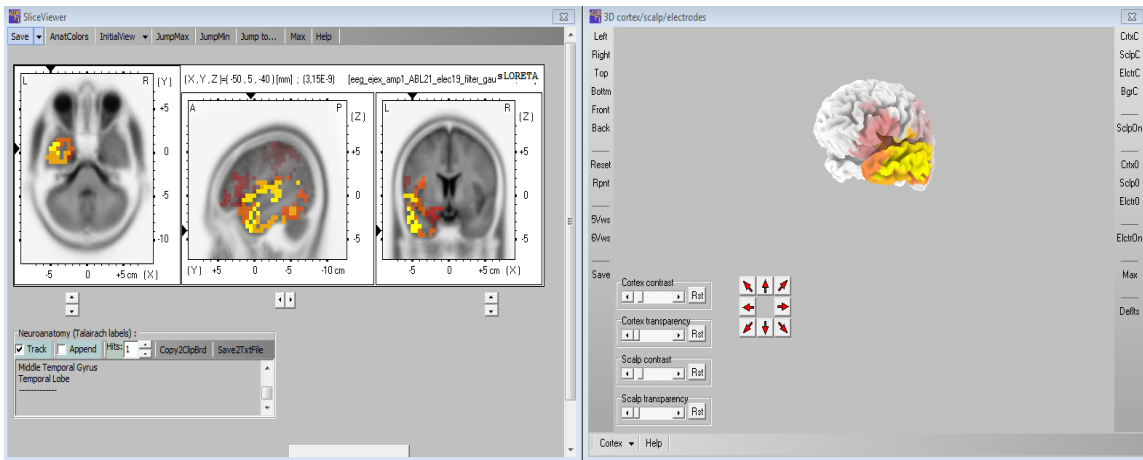 SliceViewer
Save AnatColors InitialView JumpMax JumpMin Jump to... Max Help
L R (Y) (X,Y,Z)=(-50,5,-40)[mm] ; (3,15E-9) [eeg_ejex_amp1_ABL21_elec19_filter_gau sLORETA
+5 0 -5 -10
-5 0 +5 cm (X)
A P (Z)
+5 0 -5
(Y) +5 0 -5 -10 cm
L R (Z)
+5 0 -5
-5 0 +5 cm (X)
Neuroanatomy (Talairach labels) :
Track Append Hits: 1 Copy2ClipBrd Save2TxtFile
Middle Temporal Gyrus
Temporal Lobe
-------------
3D cortex/scalp/electrodes
Left
Right
Top
Bottm
Front
Back
Reset
Rpnt
5Vws
6Vws
Save
Cortex contrast
Rst
Cortex transparency
Rst
Scalp contrast
Rst
Scalp transparency
Rst
CrtxC
SclpC
ElctrC
BgrC
SclpOn
Crtx0
Sclp0
Elctr0
ElctrOn
Max
Deflts
Cortex Help